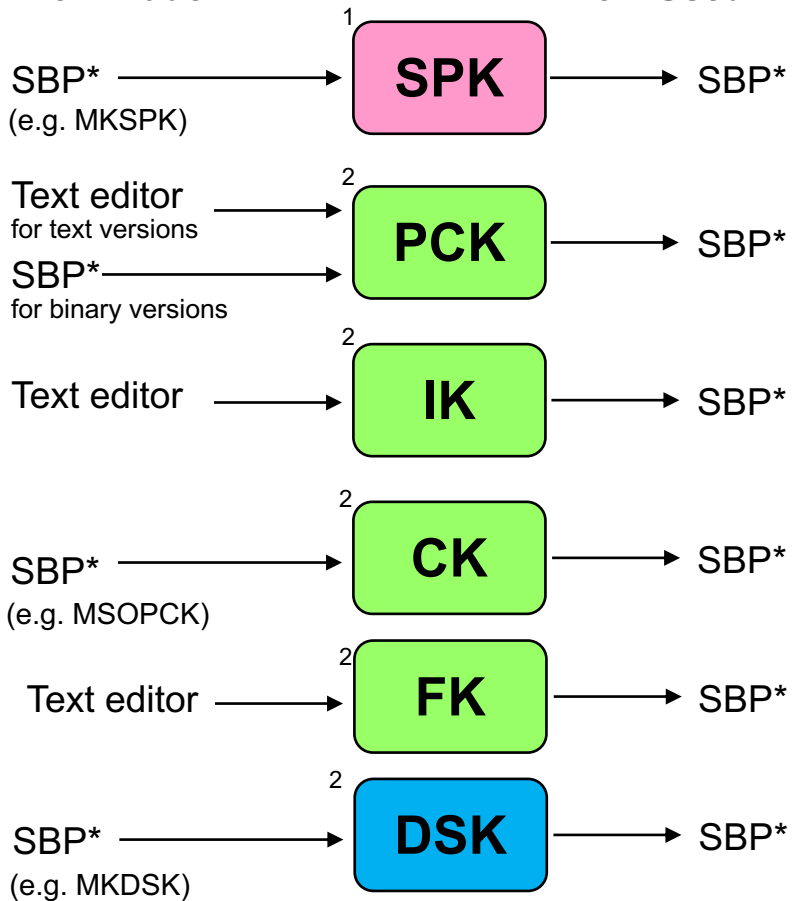 1
SBP*
SPK
SBP*
(e.g. MKSPK)
Text editor
for text versions
2
PCK
SBP*
SBP*
for binary versions
2
Text editor
IK
SBP*
2
SBP*
CK
SBP*
(e.g. MSOPCK)
2
Text editor
FK
SBP*
2
SBP*
DSK
SBP*
(e.g. MKDSK)